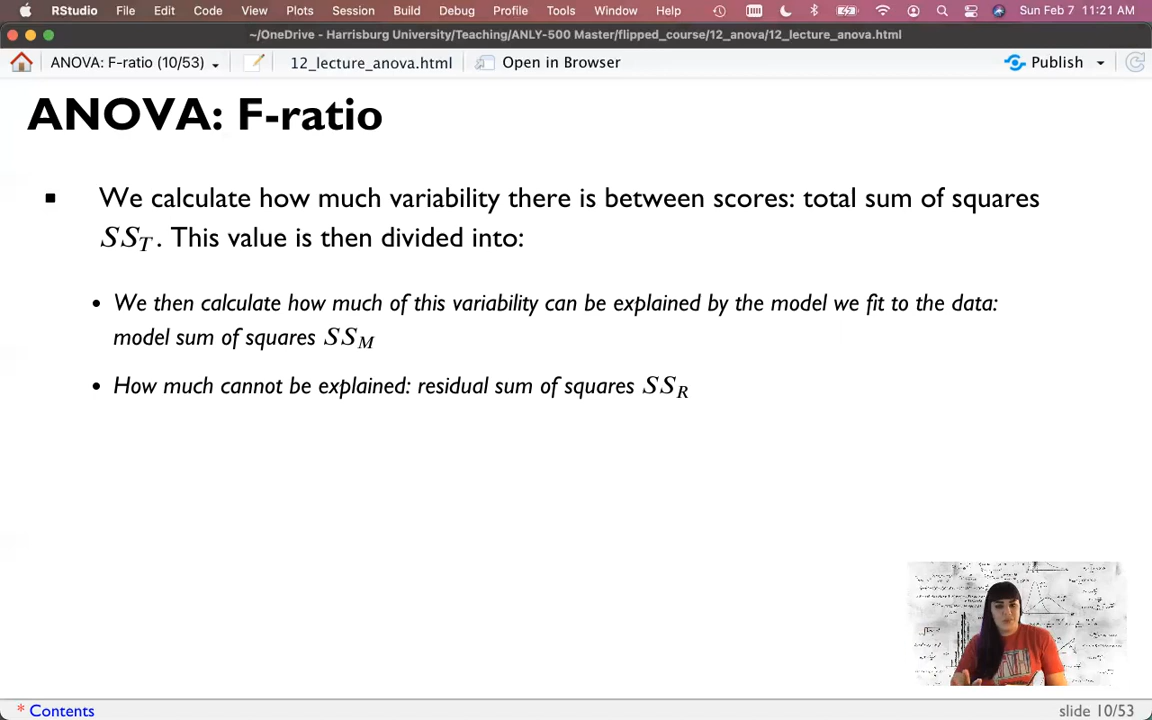 RStudio File Edit Code View Plots Session Build Debug Profile Tools Window Help Sun Feb 7 11:21 AM
~/OneDrive - Harrisburg University/Teaching/ANLY-500 Master/flipped_course/12_anova/12_lecture_anova.html
ANOVA: F-ratio (10/53) 12_lecture_anova.html Open in Browser Publish
ANOVA: F-ratio
▪ We calculate how much variability there is between scores: total sum of squares
SS_T. This value is then divided into:
• We then calculate how much of this variability can be explained by the model we fit to the data:
model sum of squares SS_M
• How much cannot be explained: residual sum of squares SS_R
* Contents slide 10/53